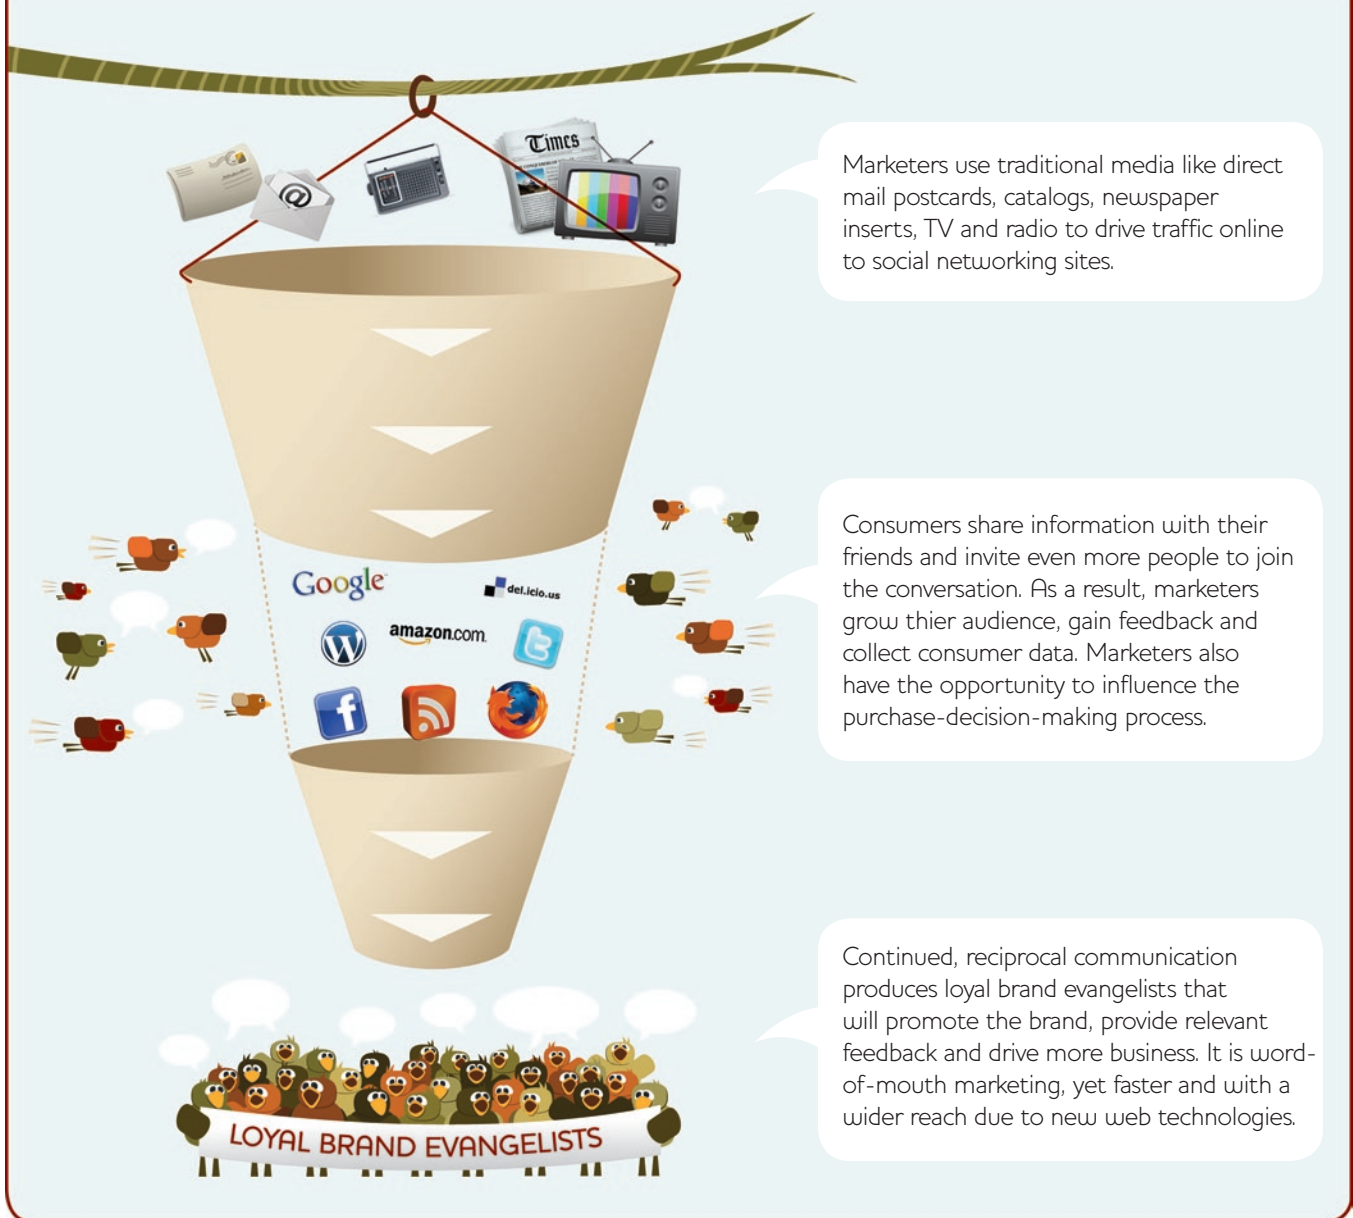 Times
@
Marketers use traditional media like direct
mail postcards, catalogs, newspaper
inserts, TV and radio to drive traffic online
to social networking sites.
Consumers share information with their
friends and invite even more people to join
the conversation. As a result, marketers
grow thier audience, gain feedback and
collect consumer data. Marketers also
have the opportunity to influence the
purchase-decision-making process.
Google
del.icio.us
amazon.com
Continued, reciprocal communication
produces loyal brand evangelists that
will promote the brand, provide relevant
feedback and drive more business. It is word-
of-mouth marketing, yet faster and with a
wider reach due to new web technologies.
LOYAL BRAND EVANGELISTS